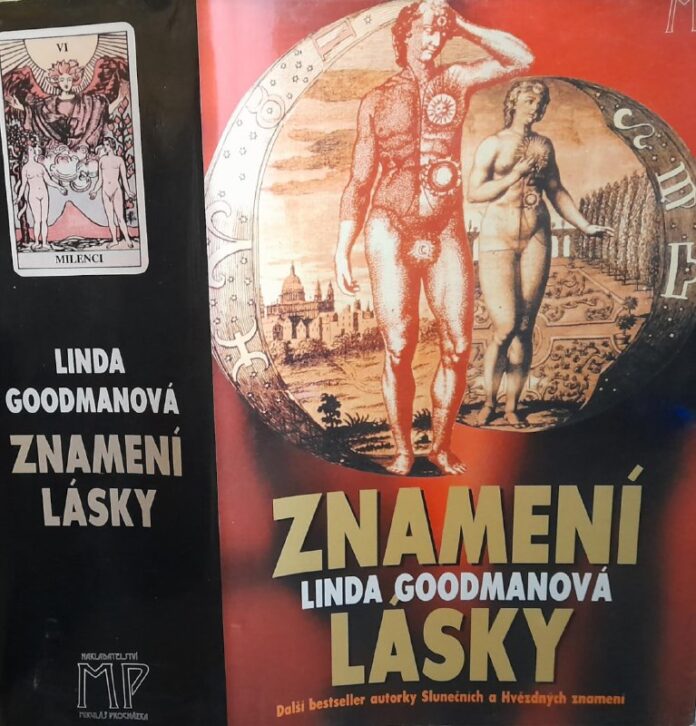 VI
MILENCI
LINDA
GOODMANOVÁ
ZNAMENÍ
LÁSKY
NAKLADATELSTVÍ
MP
MIKULÁŠ PROCHÁZKA
MP
ZNAMENÍ
LINDA GOODMANOVÁ
LÁSKY
Další bestseller autorky Slunečních a Hvězdných znamení